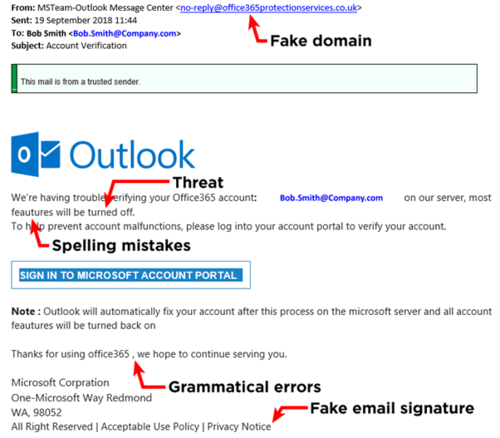 From: MSTeam-Outlook Message Center <no-reply@office365protectionservices.co.uk>
Sent: 19 September 2018 11:44
To: Bob Smith <Bob.Smith@Company.com>
Subject: Account Verification
Fake domain
This mail is from a trusted sender.
Outlook
Threat
We're having trouble verifying your Office365 account: Bob.Smith@Company.com on our server, most
feautures will be turned off.
To help prevent account malfunctions, please log into your account portal to verify your account.
Spelling mistakes
SIGN IN TO MICROSOFT ACCOUNT PORTAL
Note : Outlook will automatically fix your account after this process on the microsoft server and all account
feautures will be turned back on
Thanks for using office365 , we hope to continue serving you.
Grammatical errors
Microsoft Corpration
One-Microsoft Way Redmond
WA, 98052
Fake email signature
All Right Reserved | Acceptable Use Policy | Privacy Notice